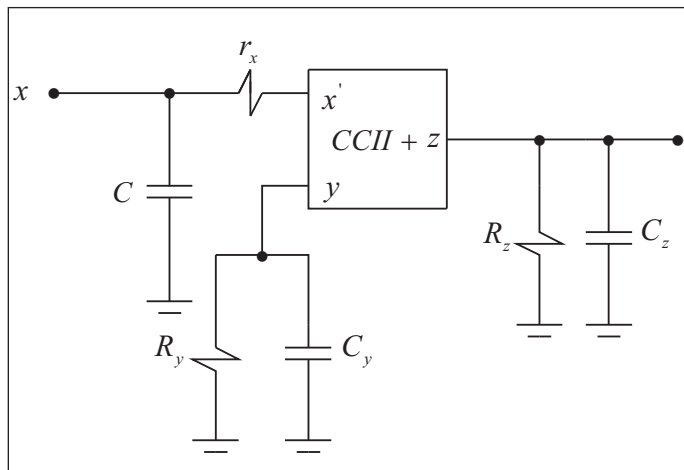 r_x
x
x'
CCII + z
C
y
R_z
C_z
R_y
C_y